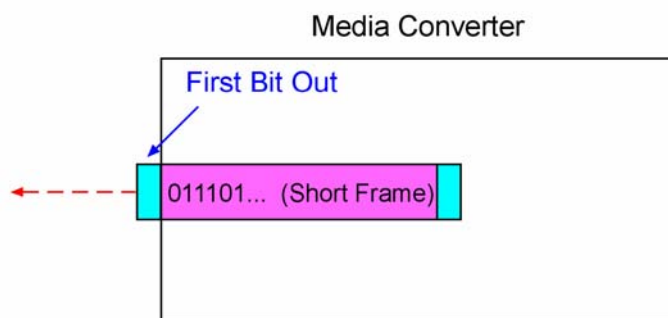 Media Converter
First Bit Out
011101... (Short Frame)